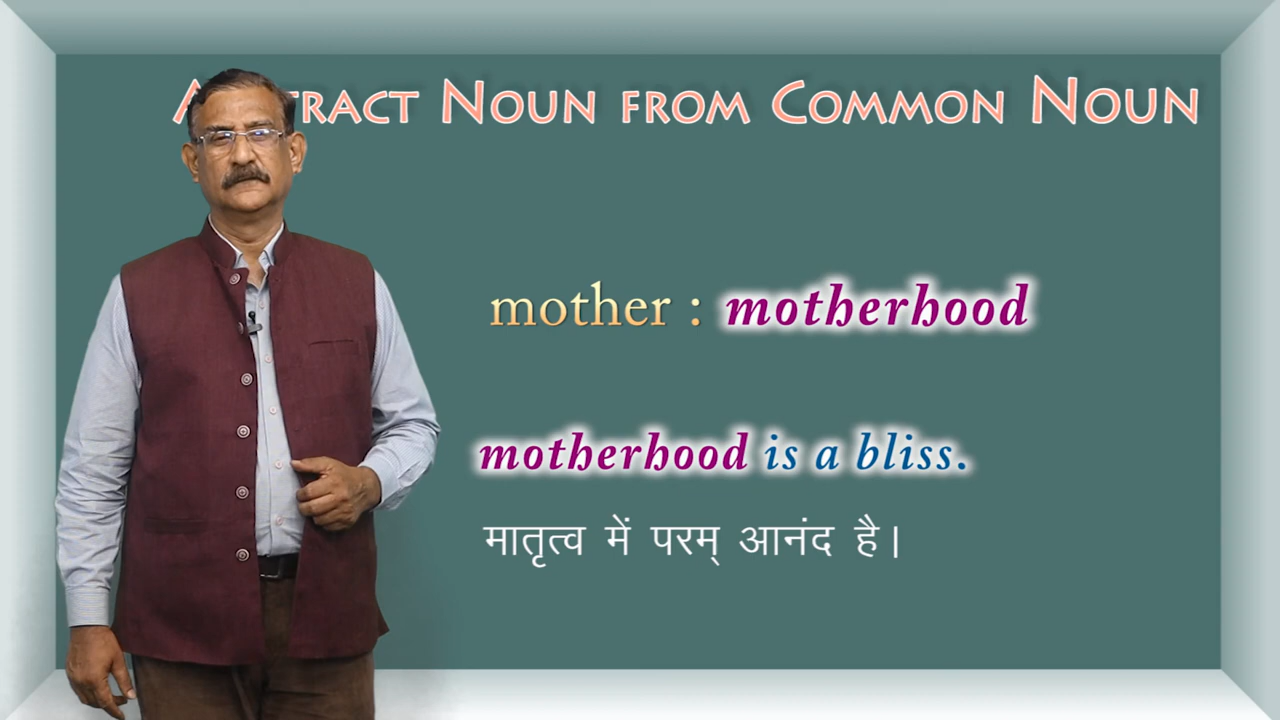 Noun from Common Noun
mother : motherhood
motherhood is a bliss.
मातृत्व में परम् आनंद है।